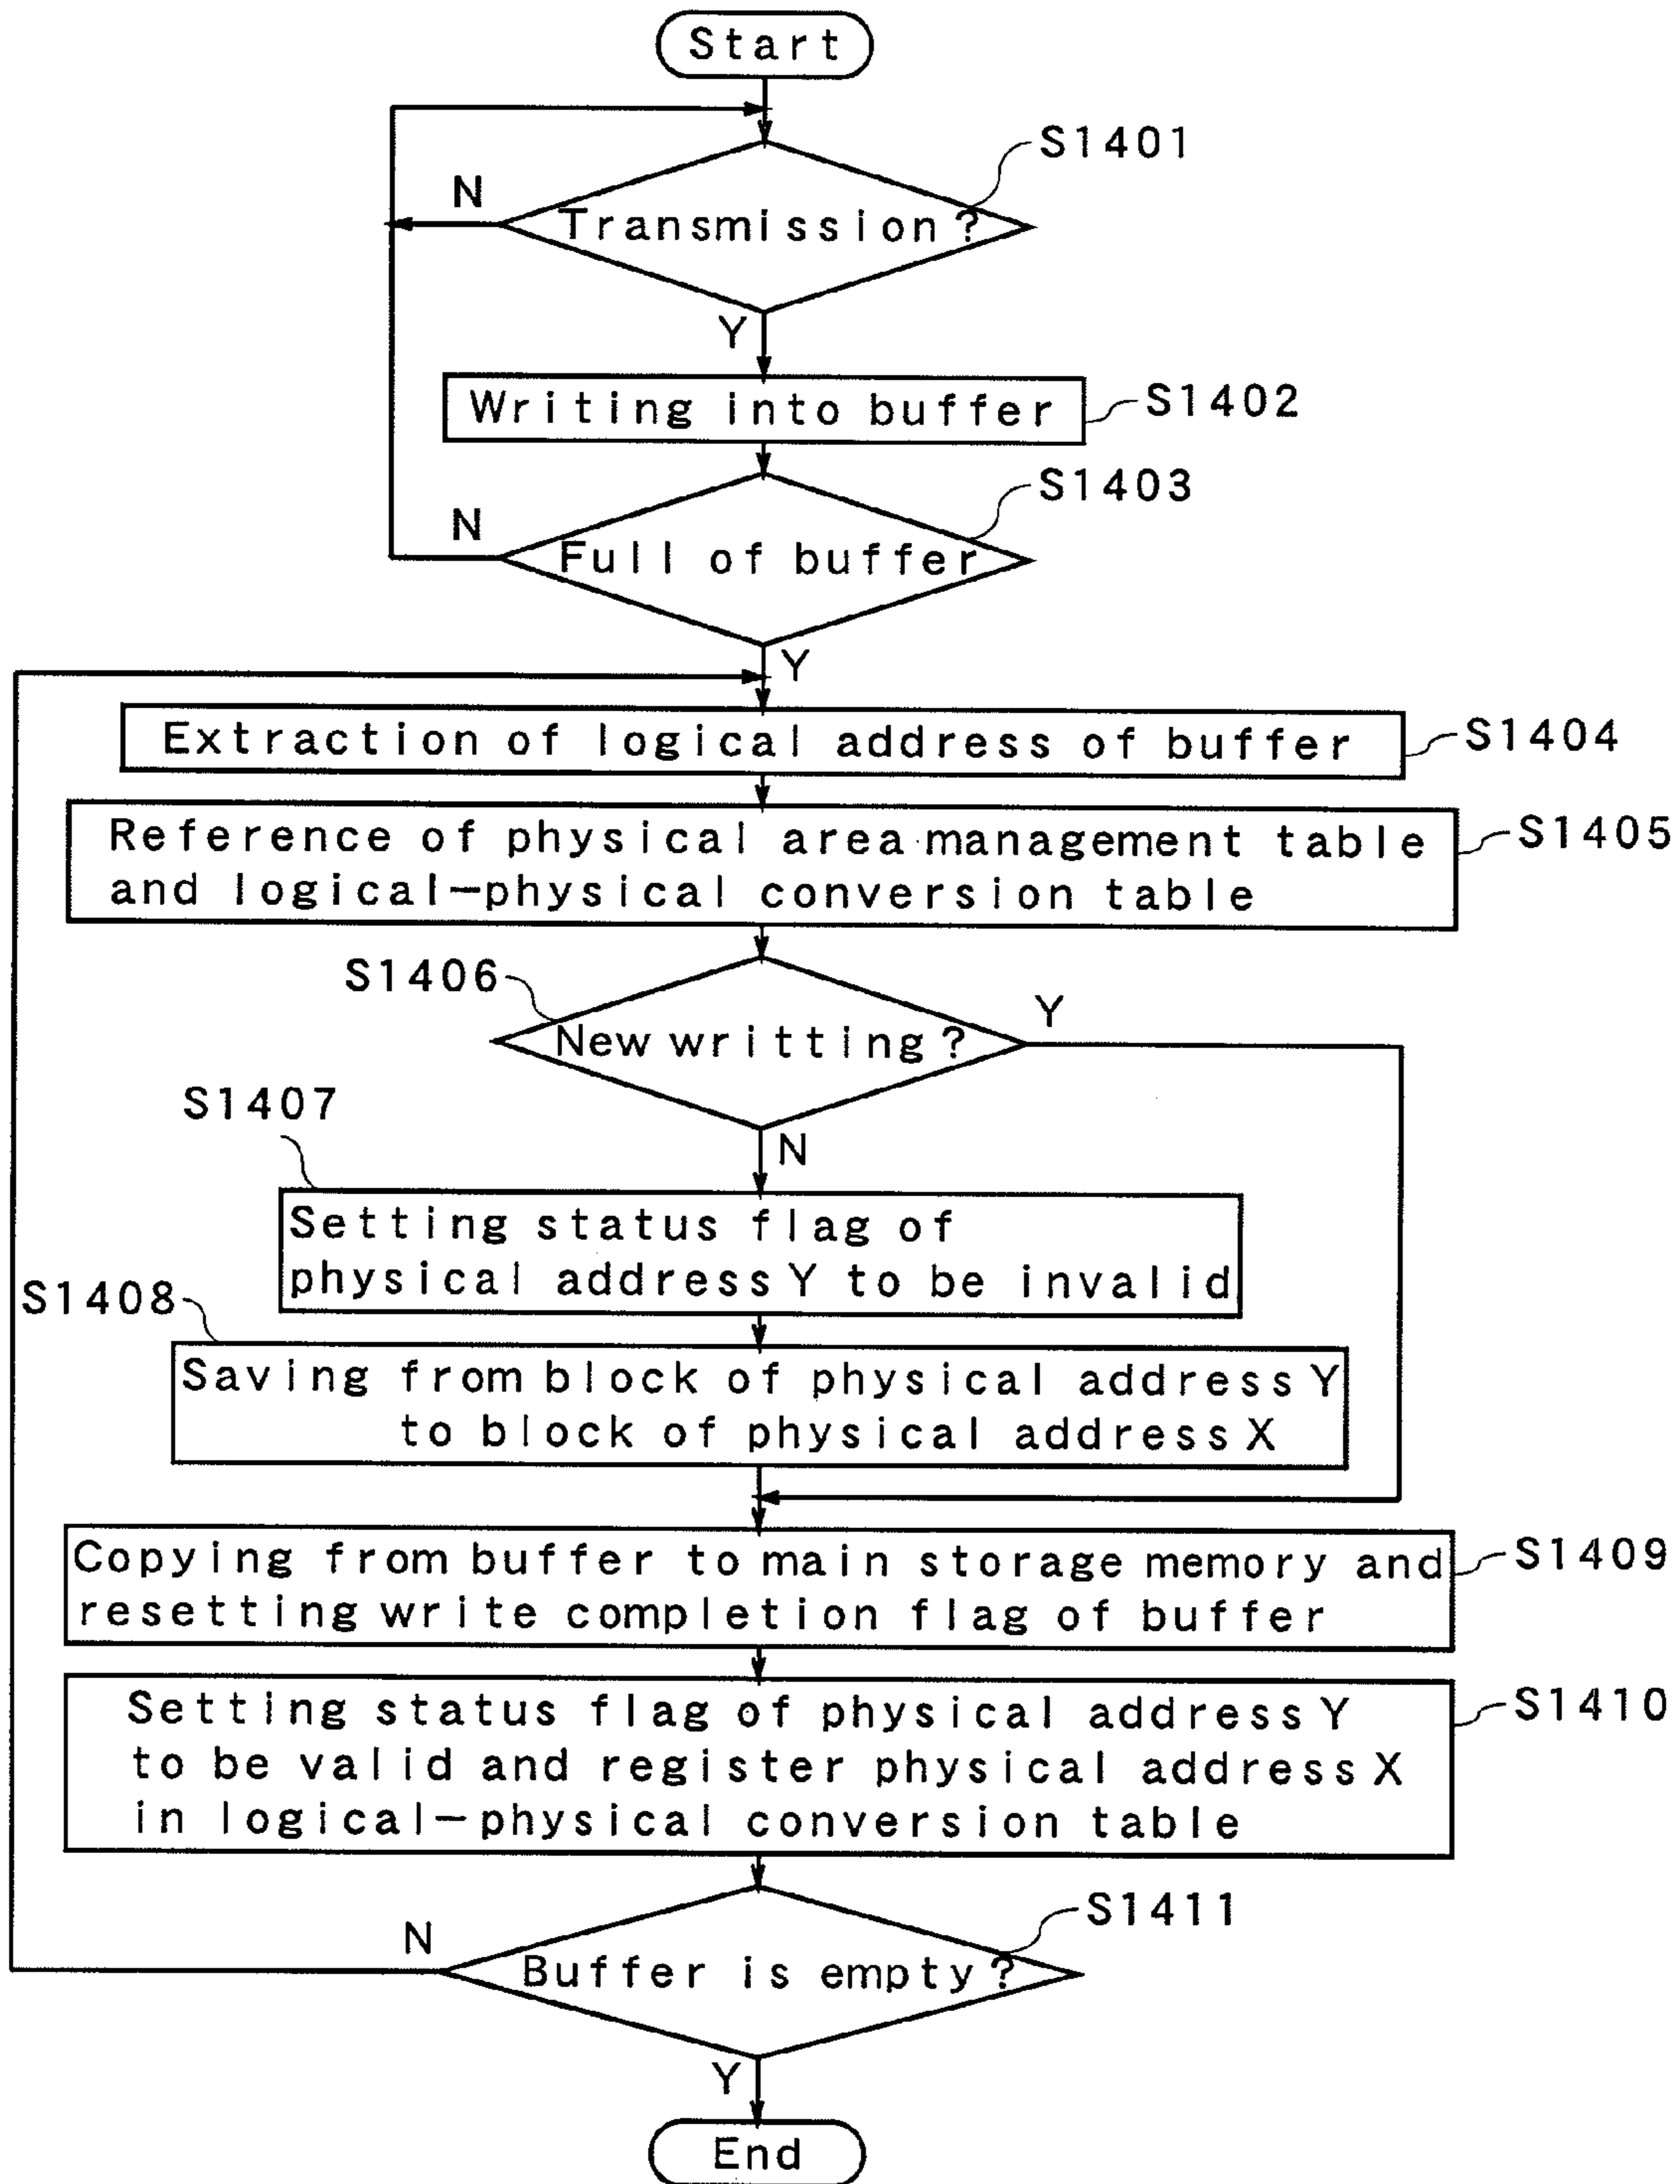 Start
S1401
N
Transmission?
Y
Writing into buffer
S1402
S1403
N
Full of buffer
Y
Extraction of logical address of buffer
S1404
Reference of physical area management table
and logical-physical conversion table
S1405
S1406
New writting?
Y
S1407
N
Setting status flag of
physical address Y to be invalid
S1408
Saving from block of physical address Y
to block of physical address X
Copying from buffer to main storage memory and
resetting write completion flag of buffer
S1409
Setting status flag of physical address Y
to be valid and register physical address X
in logical-physical conversion table
S1410
S1411
N
Buffer is empty?
Y
End